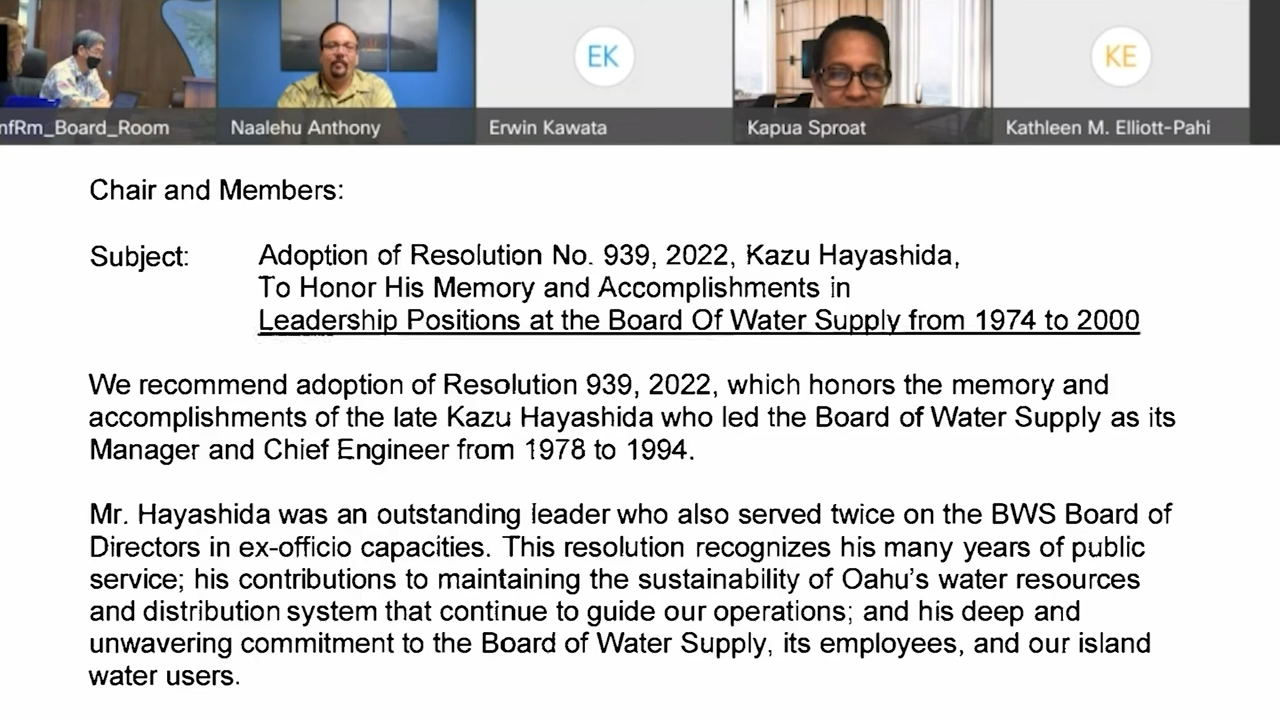 nfRm_Board_Room
Naalehu Anthony
EK
Erwin Kawata
Kapua Sproat
KE
Kathleen M. Elliott-Pahi
Chair and Members:
Subject: Adoption of Resolution No. 939, 2022, Kazu Hayashida,
To Honor His Memory and Accomplishments in
Leadership Positions at the Board Of Water Supply from 1974 to 2000
We recommend adoption of Resolution 939, 2022, which honors the memory and
accomplishments of the late Kazu Hayashida who led the Board of Water Supply as its
Manager and Chief Engineer from 1978 to 1994.
Mr. Hayashida was an outstanding leader who also served twice on the BWS Board of
Directors in ex-officio capacities. This resolution recognizes his many years of public
service; his contributions to maintaining the sustainability of Oahu's water resources
and distribution system that continue to guide our operations; and his deep and
unwavering commitment to the Board of Water Supply, its employees, and our island
water users.